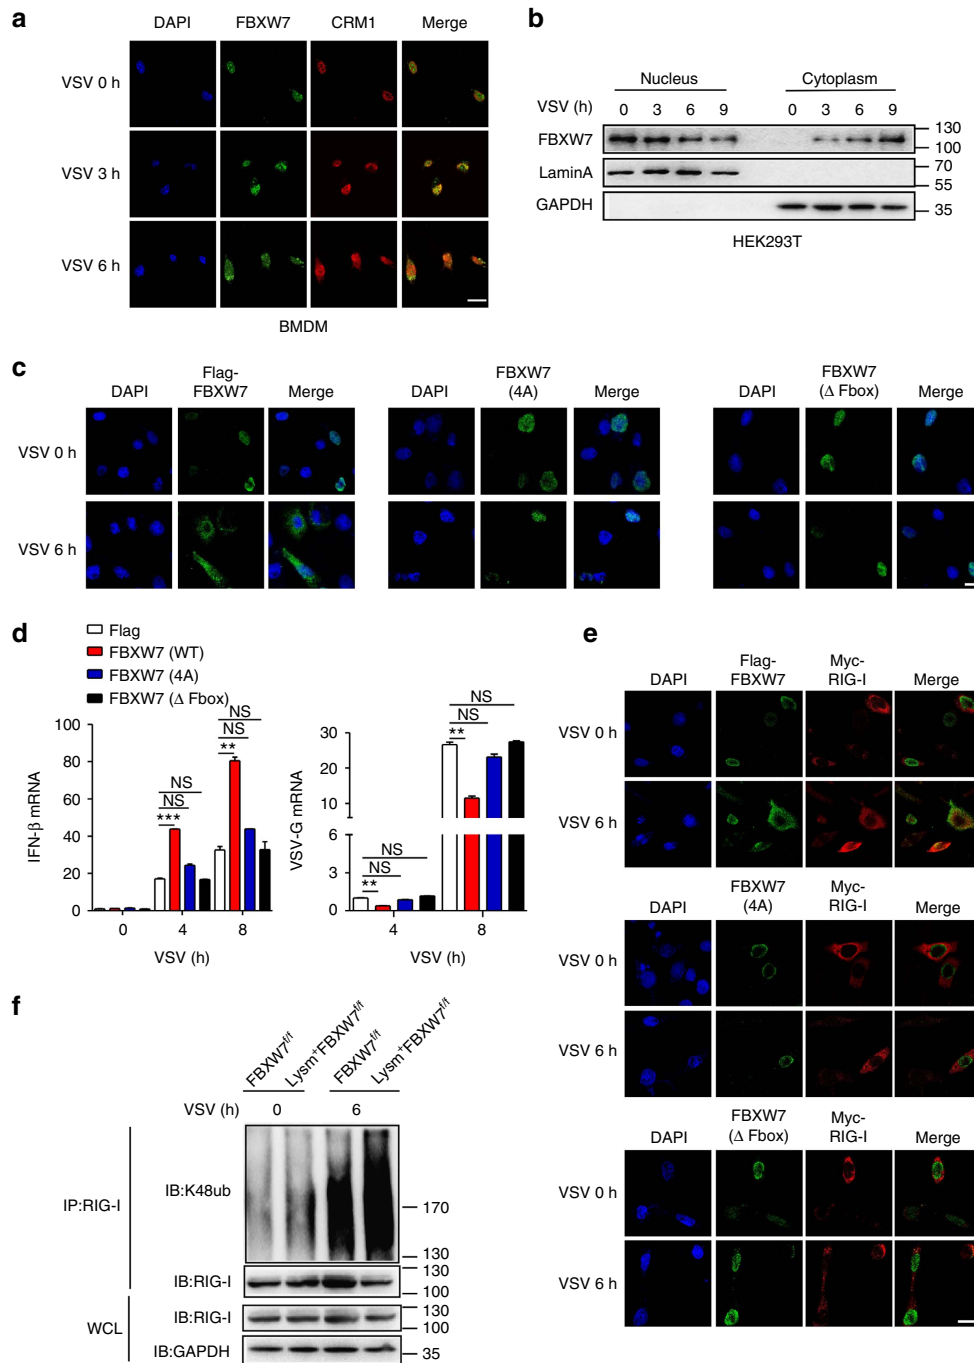 a
DAPI FBXW7 CRM1 Merge
VSV 0 h
VSV 3 h
VSV 6 h
BMDM
b
Nucleus Cytoplasm
VSV (h) 0 3 6 9 0 3 6 9
FBXW7 130 100
LaminA 70 55
GAPDH 35
HEK293T
c
DAPI Flag-FBXW7 Merge DAPI FBXW7 (4A) Merge DAPI FBXW7 (Δ Fbox) Merge
VSV 0 h
VSV 6 h
d
Flag
FBXW7 (WT)
FBXW7 (4A)
FBXW7 (Δ Fbox)
IFN-β mRNA
100
80
60
40
20
0
NS
NS
***
NS
NS
**
0 4 8
VSV (h)
VSV-G mRNA
30
20
10
6
3
0
NS
NS
**
NS
NS
**
4 8
VSV (h)
e
DAPI Flag-FBXW7 Myc-RIG-I Merge
VSV 0 h
VSV 6 h
DAPI FBXW7 (4A) Myc-RIG-I Merge
VSV 0 h
VSV 6 h
DAPI FBXW7 (Δ Fbox) Myc-RIG-I Merge
VSV 0 h
VSV 6 h
f
FBXW7f/f Lysm+FBXW7f/f FBXW7f/f Lysm+FBXW7f/f
VSV (h) 0 6
IP:RIG-I
IB:K48ub 170 130
IB:RIG-I 130 100
WCL
IB:RIG-I 130 100
IB:GAPDH 35